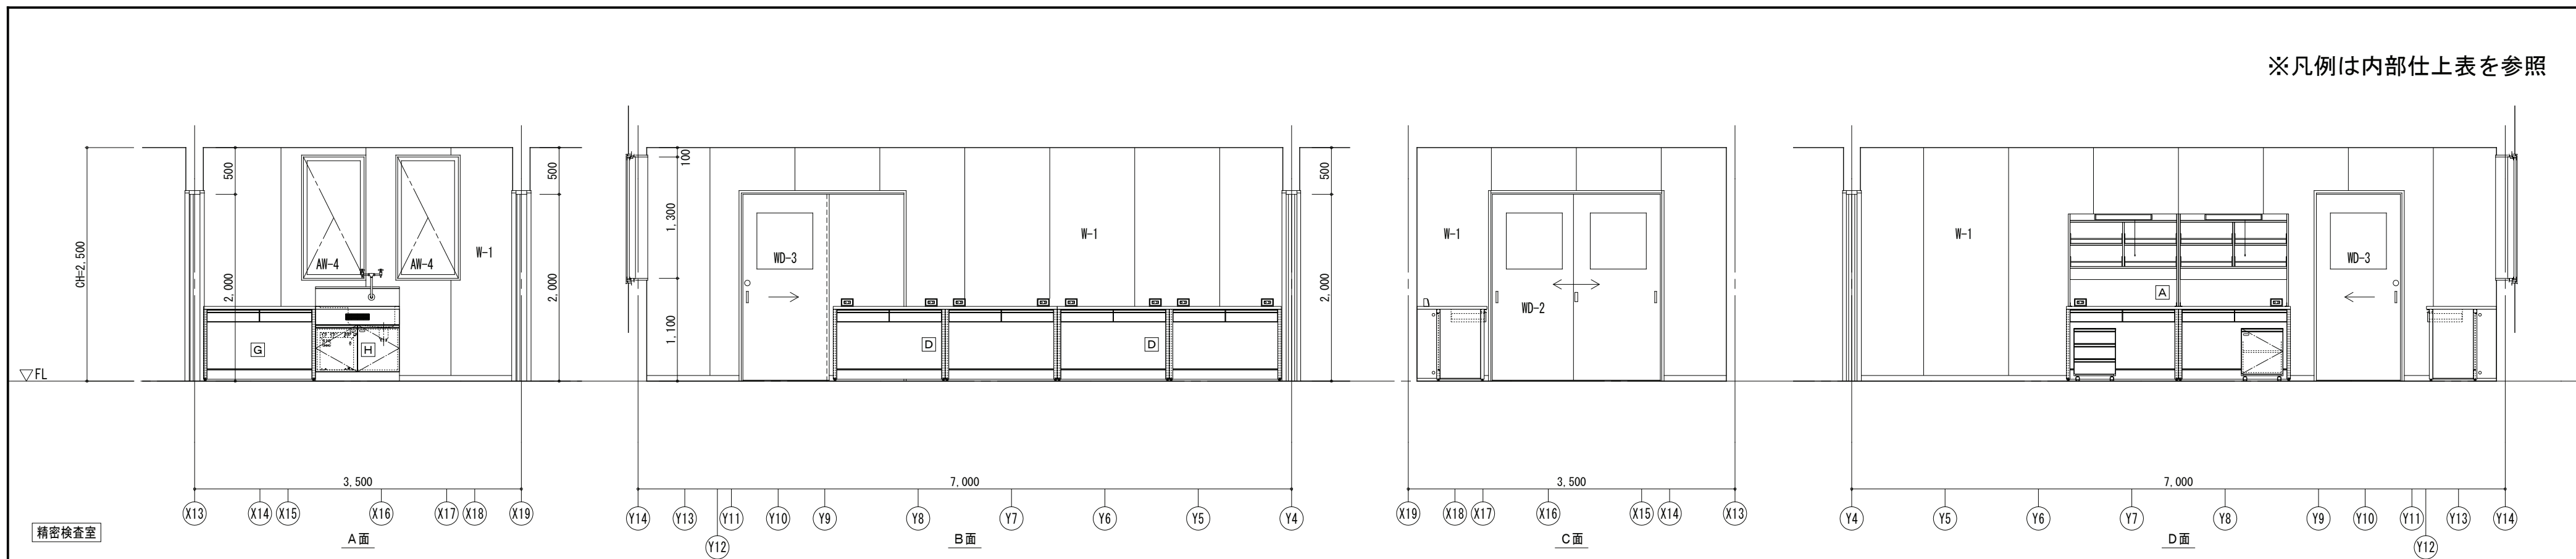 ※凡例は内部仕上表を参照
CH=2,500
▽FL
500
2,000
AW-4
AW-4
W-1
G
H
500
2,000
3,500
X13
X14
X15
X16
X17
X18
X19
A面
100
1,300
1,100
WD-3
W-1
D
D
500
2,000
7,000
Y14
Y13
Y12
Y11
Y10
Y9
Y8
Y7
Y6
Y5
Y4
B面
W-1
WD-2
3,500
X19
X18
X17
X16
X15
X14
X13
C面
W-1
A
WD-3
7,000
Y4
Y5
Y6
Y7
Y8
Y9
Y10
Y11
Y12
Y13
Y14
D面
精密検査室